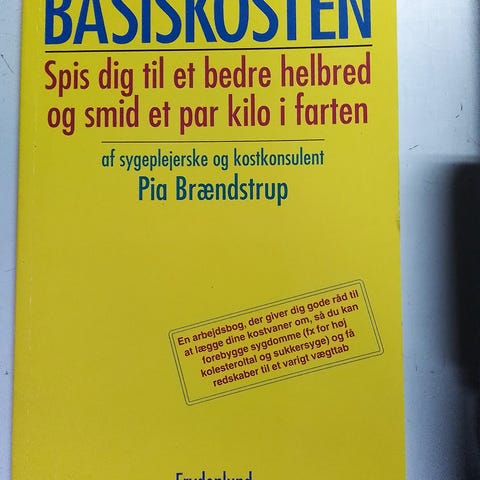 BASISKOSTEN
Spis dig til et bedre helbred
og smid et par kilo i farten
af sygeplejerske og kostkonsulent
Pia Brændstrup
En arbejdsbog, der giver dig gode råd til
at lægge dine kostvaner om, så du kan
forebygge sygdomme (fx for høj
kolesteroltal og sukkersyge) og få
redskaber til et varigt vægttab
Frydenlund